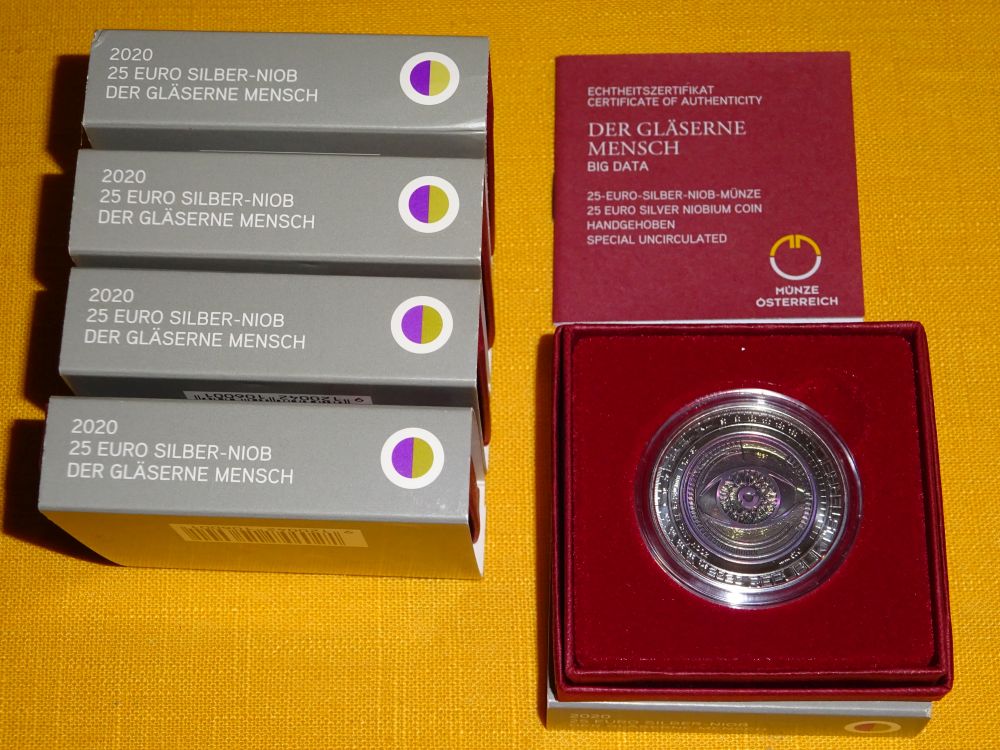 2020
25 EURO SILBER-NIOB
DER GLÄSERNE MENSCH
2020
25 EURO SILBER-NIOB
DER GLÄSERNE MENSCH
2020
25 EURO SILBER-NIOB
DER GLÄSERNE MENSCH
2020
25 EURO SILBER-NIOB
DER GLÄSERNE MENSCH
ECHTHEITSZERTIFIKAT
CERTIFICATE OF AUTHENTICITY
DER GLÄSERNE
MENSCH
BIG DATA
25-EURO-SILBER-NIOB-MÜNZE
25 EURO SILVER NIOBIUM COIN
HANDGEHOBEN
SPECIAL UNCIRCULATED
MÜNZE
ÖSTERREICH
2020
25 EURO SILBER-NIOB